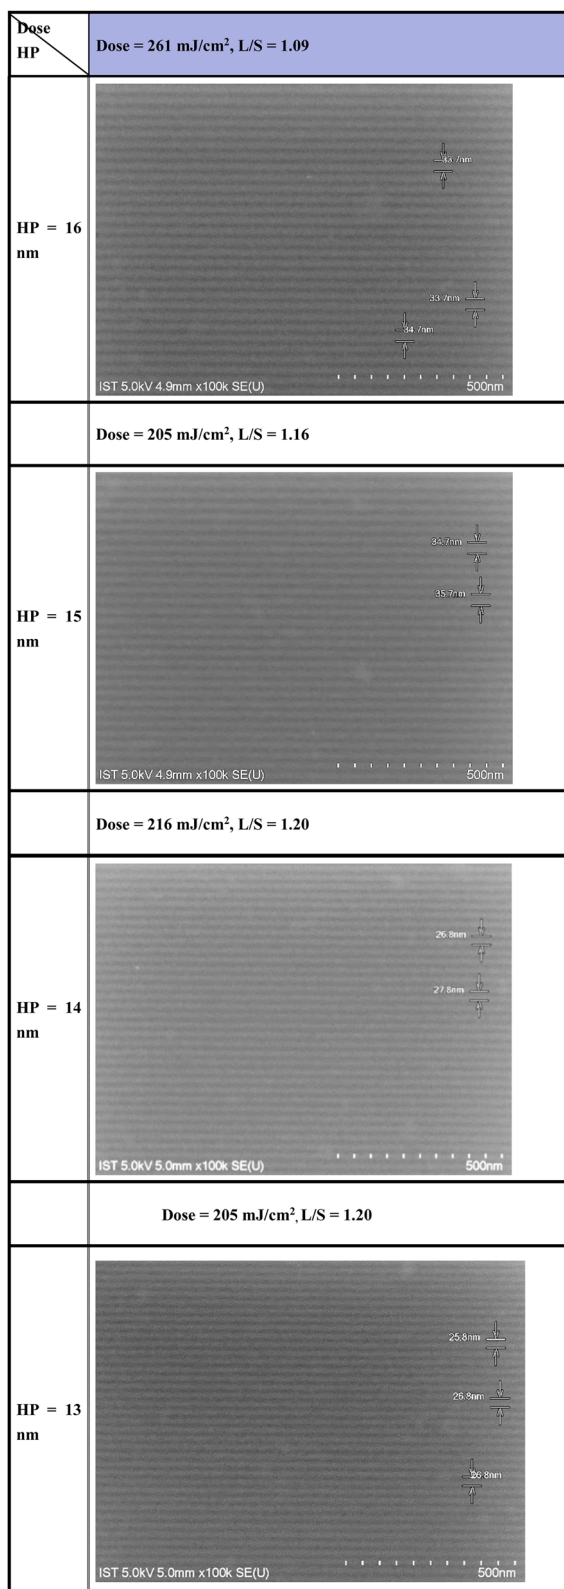 Dose
HP
Dose = 261 mJ/cm², L/S = 1.09
HP = 16
nm
33.7nm
33.7nm
34.7nm
IST 5.0kV 4.9mm x100k SE(U)
500nm
Dose = 205 mJ/cm², L/S = 1.16
HP = 15
nm
34.7nm
35.7nm
IST 5.0kV 4.9mm x100k SE(U)
500nm
Dose = 216 mJ/cm², L/S = 1.20
HP = 14
nm
26.8nm
27.8nm
IST 5.0kV 5.0mm x100k SE(U)
500nm
Dose = 205 mJ/cm², L/S = 1.20
HP = 13
nm
25.8nm
26.8nm
26.8nm
IST 5.0kV 5.0mm x100k SE(U)
500nm